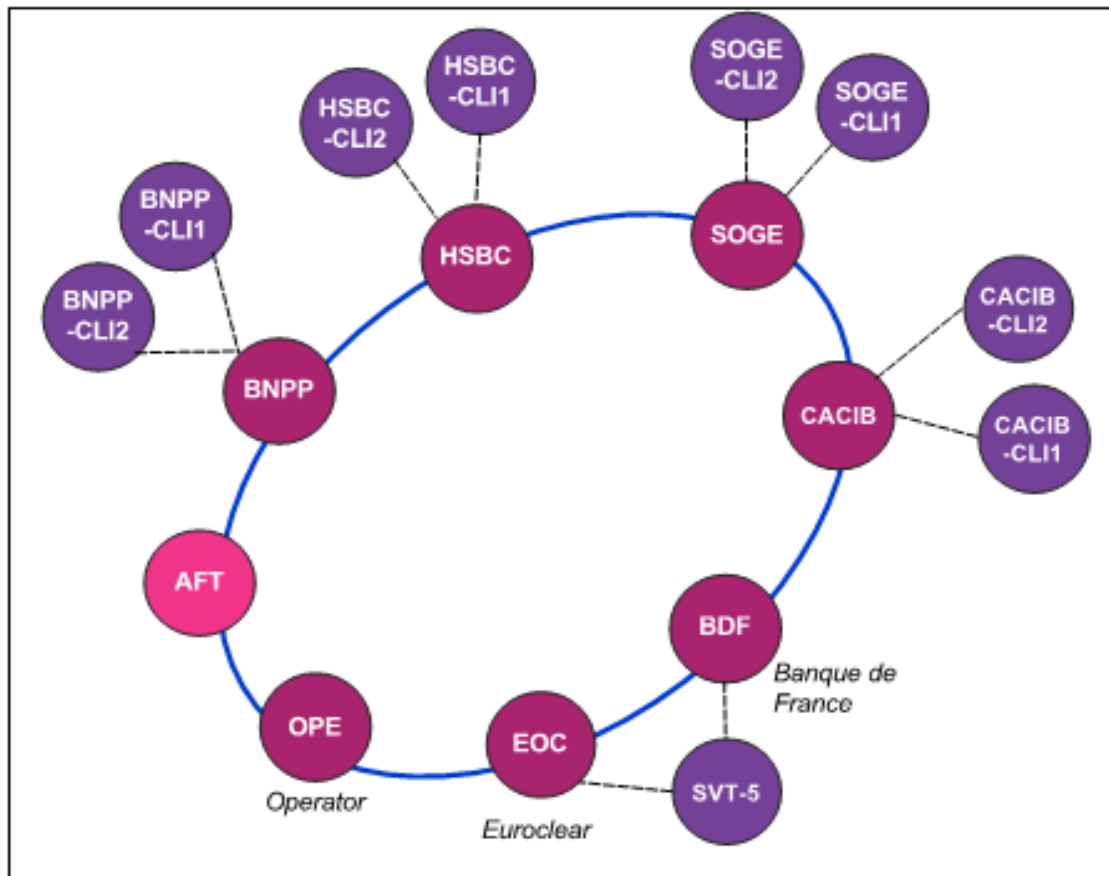 SOGE
-CLI2
HSBC
-CLI1
SOGE
-CLI1
HSBC
-CLI2
BNPP
-CLI1
SOGE
HSBC
BNPP
-CLI2
CACIB
-CLI2
BNPP
CACIB
CACIB
-CLI1
AFT
BDF
Banque de
France
OPE
EOC
SVT-5
Operator
Euroclear